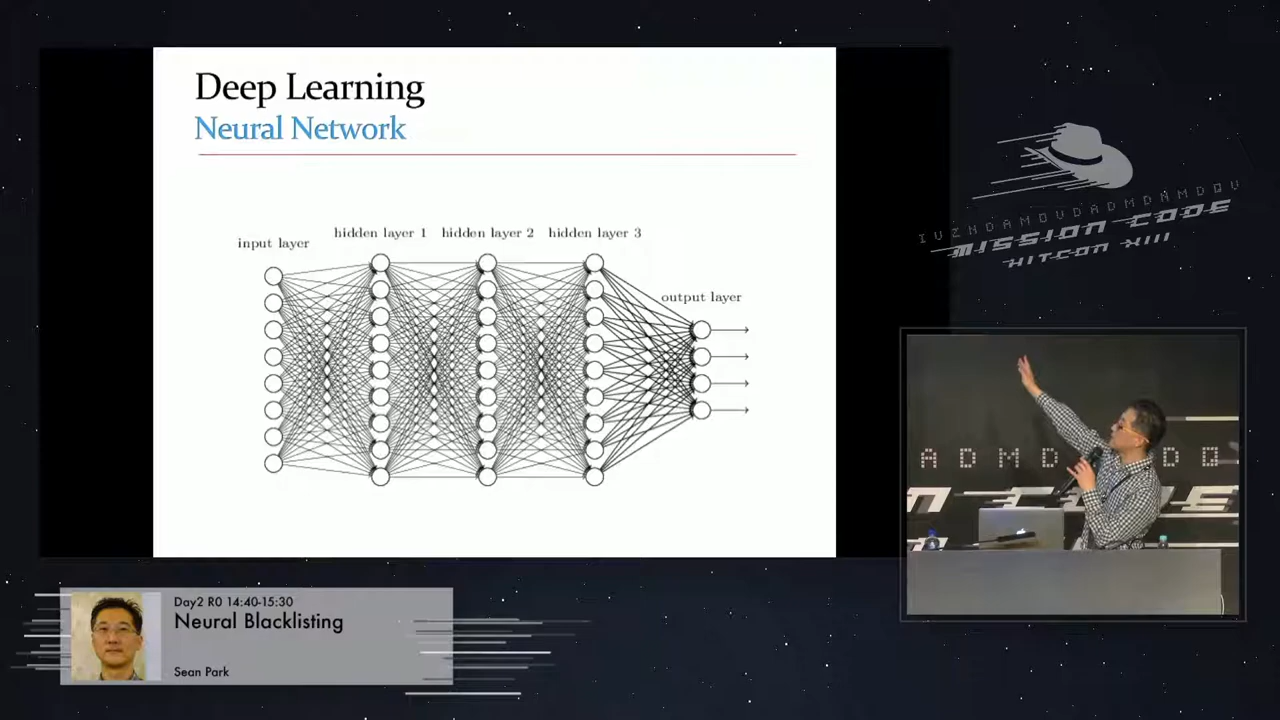 Deep Learning
Neural Network
input layer
hidden layer 1
hidden layer 2
hidden layer 3
output layer
MISSION CODE
HITCON XIII
A D M D
D Q
Day2 R0 14:40-15:30
Neural Blacklisting
Sean Park